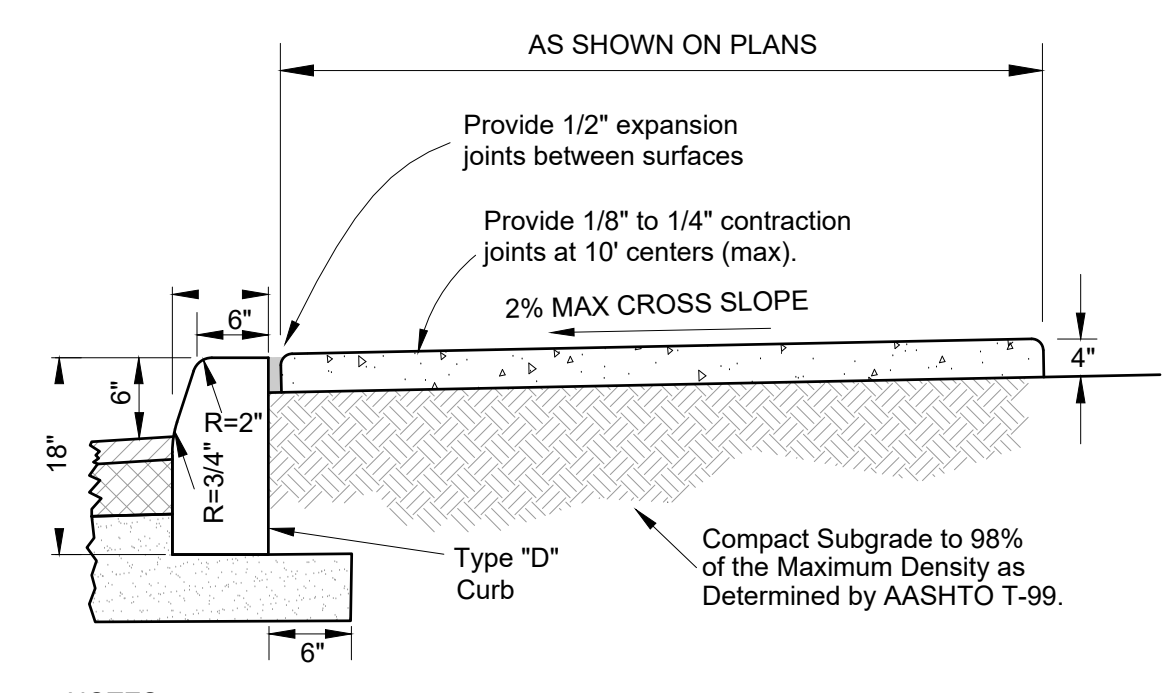 AS SHOWN ON PLANS
Provide 1/2" expansion
joints between surfaces
Provide 1/8" to 1/4" contraction
joints at 10' centers (max).
2% MAX CROSS SLOPE
6"
4"
6"
R=2"
18"
R=3/4"
Type "D"
Curb
Compact Subgrade to 98%
of the Maximum Density as
Determined by AASHTO T-99.
6"